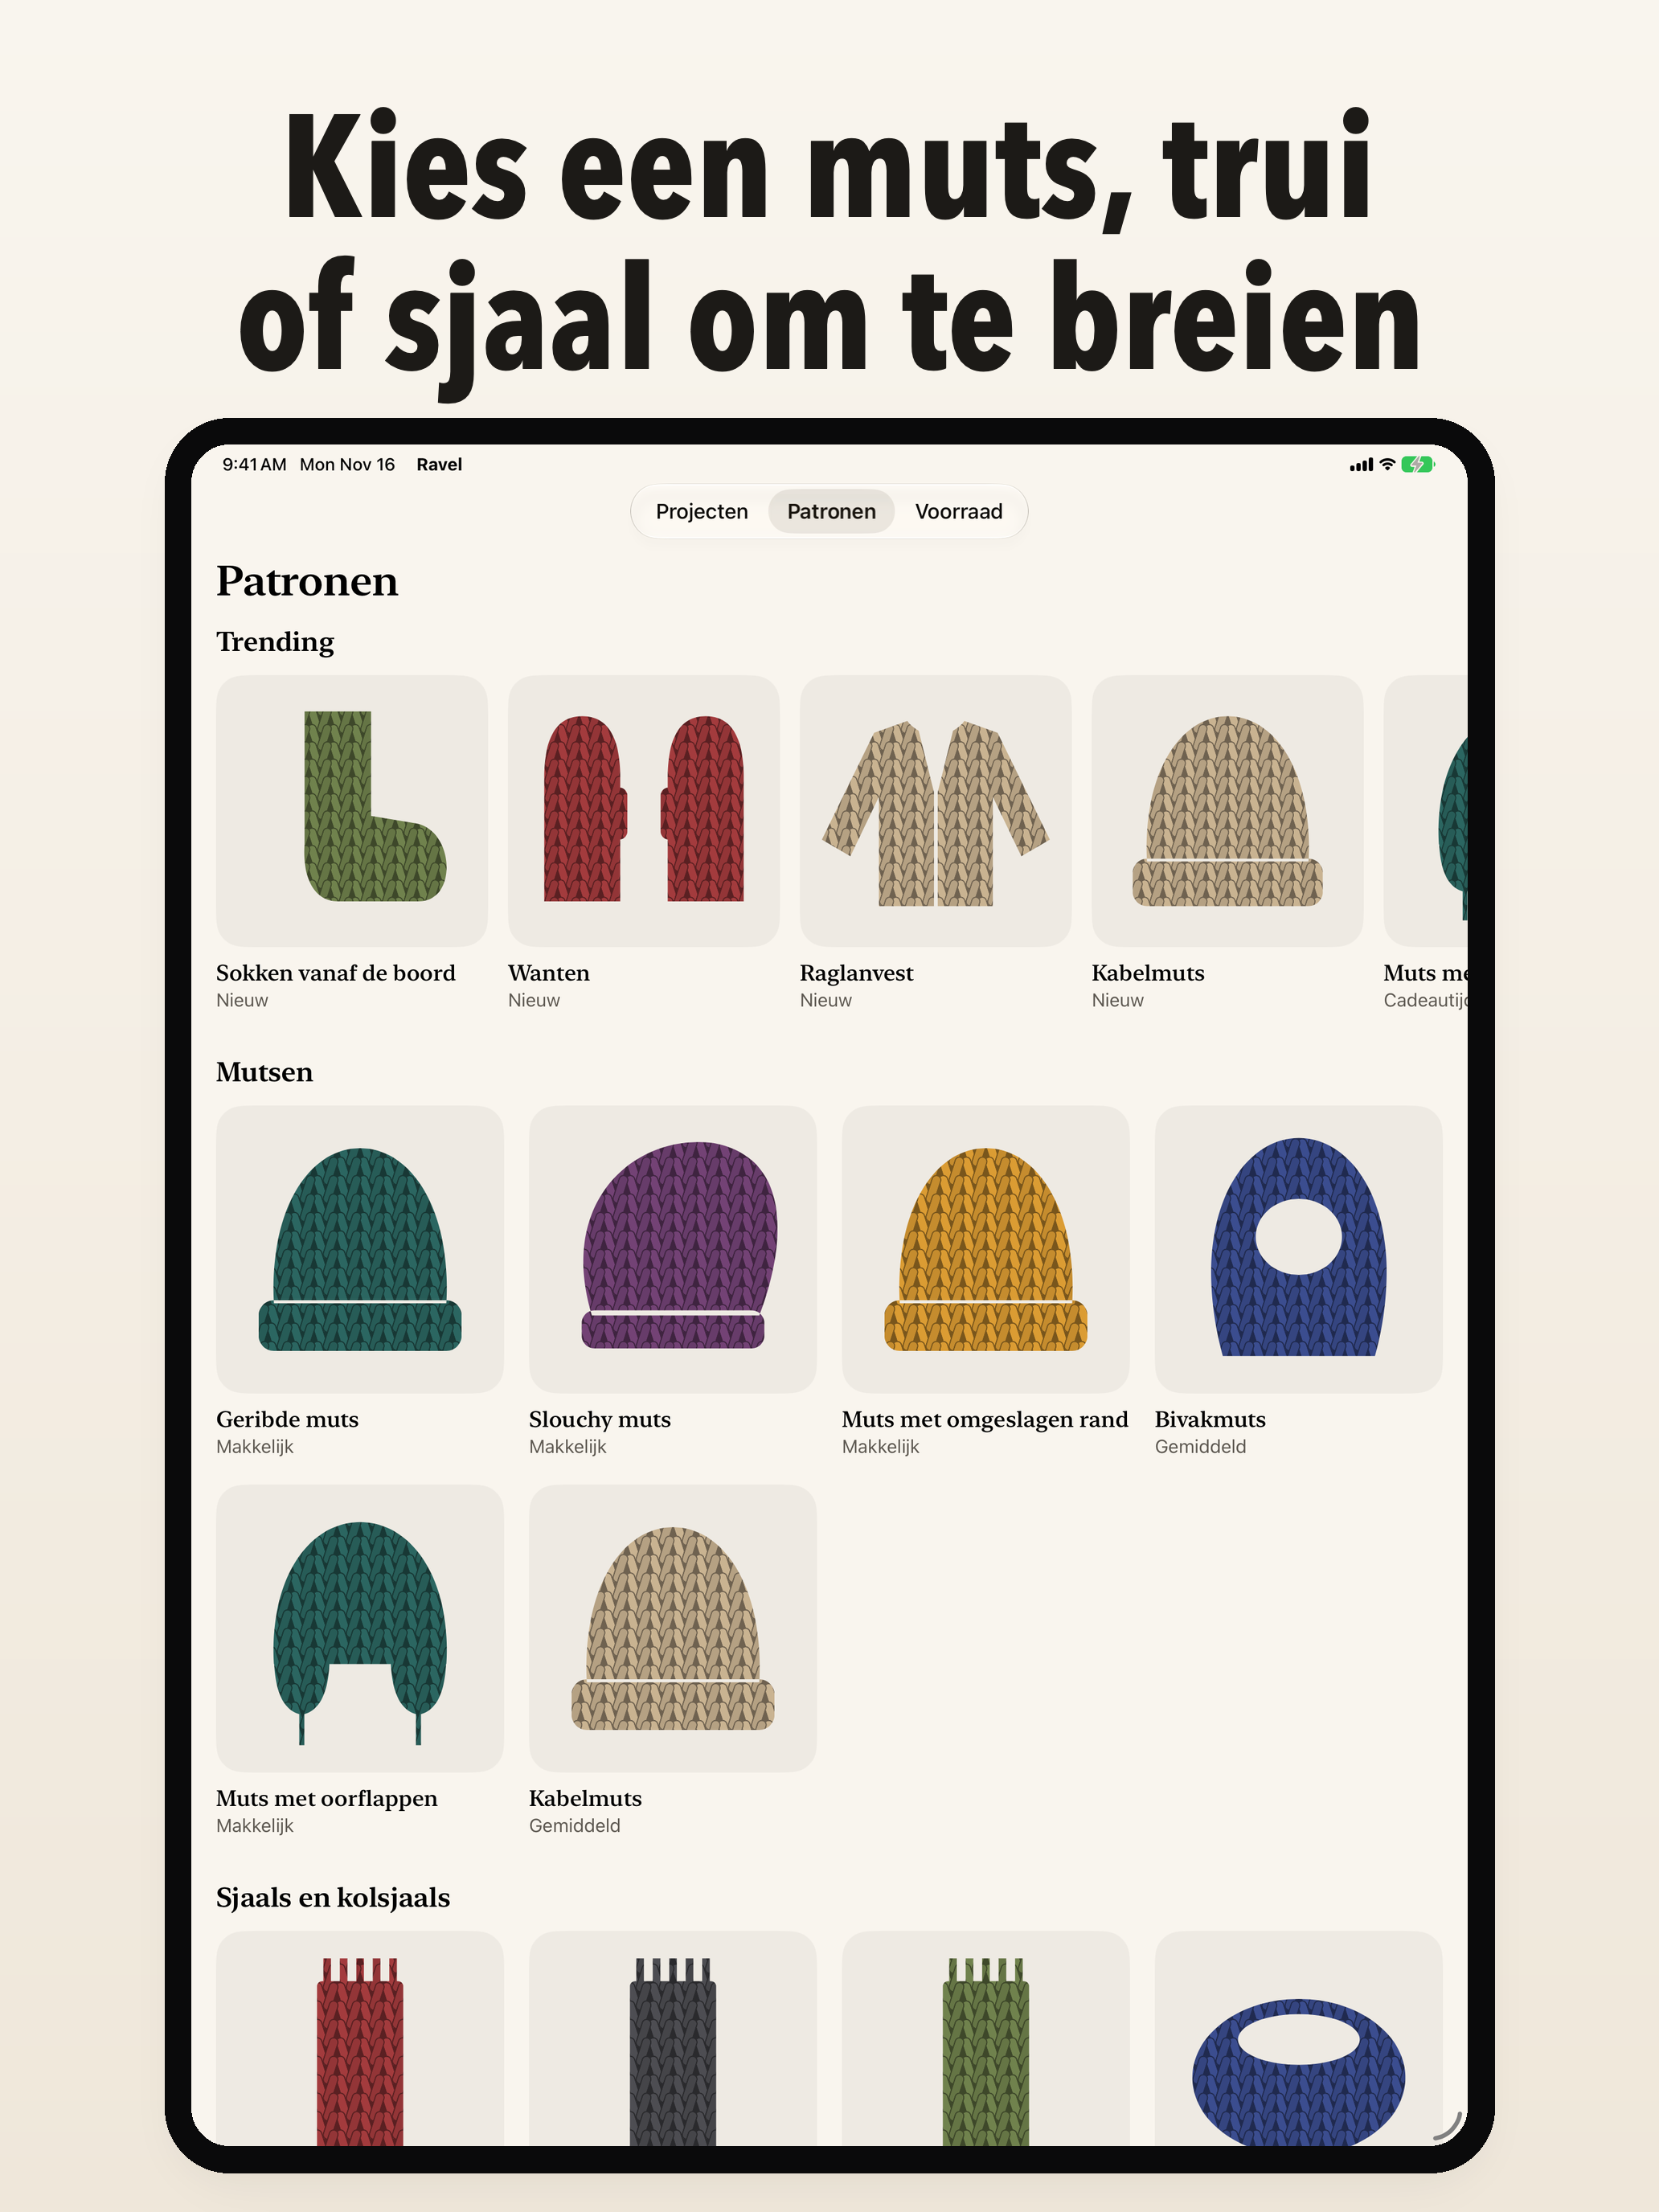 Kies een muts, trui
of sjaal om te breien
9:41 AM Mon Nov 16 Ravel
Projecten Patronen Voorraad
Patronen
Trending
Sokken vanaf de boord
Nieuw
Wanten
Nieuw
Raglanvest
Nieuw
Kabelmuts
Nieuw
Muts
Mutsen
Geribde muts
Makkelijk
Slouchy muts
Makkelijk
Muts met omgeslagen rand
Makkelijk
Bivakmuts
Gemiddeld
Muts met oorflappen
Makkelijk
Kabelmuts
Gemiddeld
Sjaals en kolsjaals